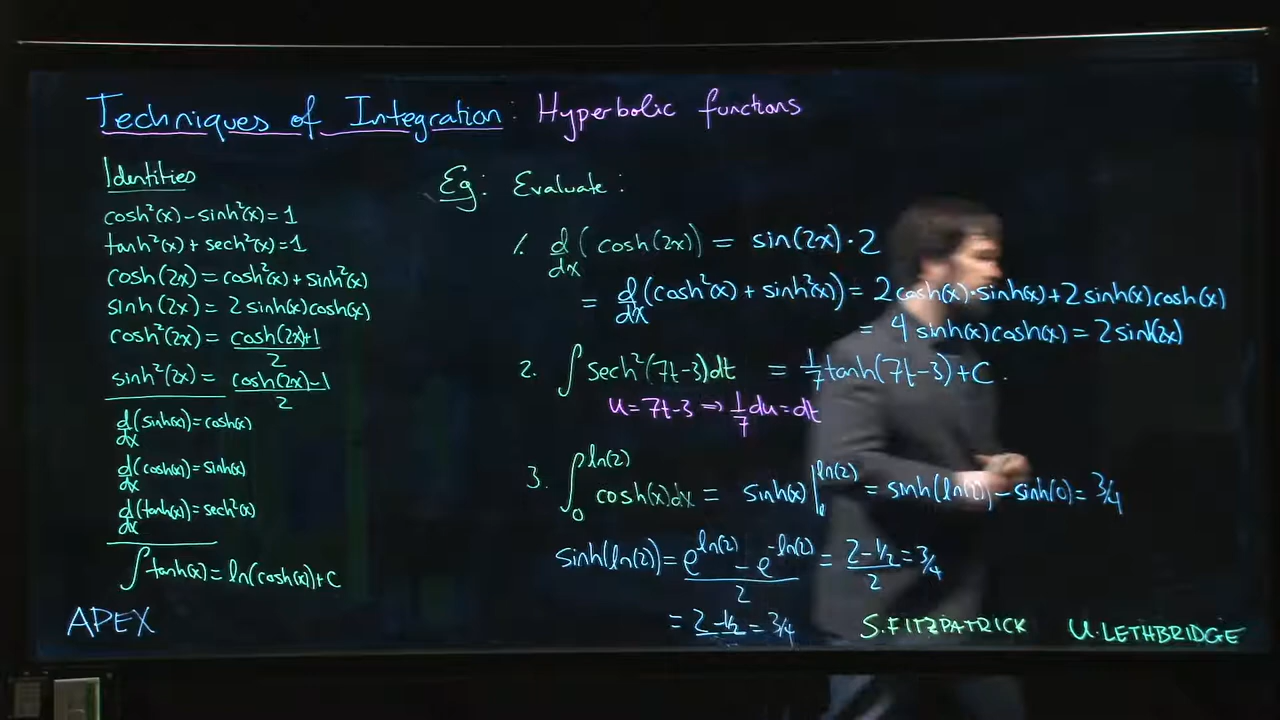 Techniques of Integration: Hyperbolic functions
Identities
cosh²(x) – sinh²(x) = 1
tanh²(x) + sech²(x) = 1
cosh(2x) = cosh²(x) + sinh²(x)
sinh(2x) = 2 sinh(x)cosh(x)
cosh²(x) = cosh(2x)+1 / 2
sinh²(2x) = cosh(2x)-1 / 2
d/dx (sinh(x)) = cosh(x)
d/dx (cosh(x)) = sinh(x)
d/dx (tanh(x)) = sech²(x)
∫ tanh(x) = ln(cosh(x)) + C
APEX
Eg: Evaluate:
1. d/dx (cosh(2x)) = sin(2x)·2
= d/dx (cosh²(x) + sinh²(x)) = 2cosh(x)·sinh(x) + 2 sinh(x)cosh(x)
= 4 sinh(x)cosh(x) = 2 sin(2x)
2. ∫ sech²(7t-3)dt = 1/7 tanh(7t-3) + C.
u = 7t-3 ⇒ 1/7 du = dt
3. ∫₀^ln(2) cosh(x)dx = sinh(x) |₀^ln(2) = sinh(ln(2)) – sinh(0) = 3/4
sinh(ln(2)) = e^ln(2) – e^-ln(2) / 2 = 2-1/2 / 2 = 3/4
= 2-1/2 / 2 = 3/4
S. FITZPATRICK U. LETHBRIDGE